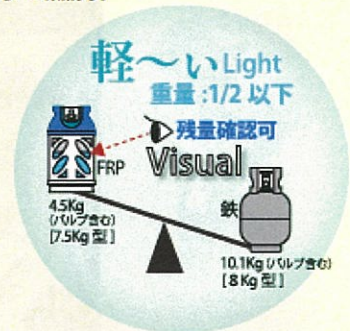 軽〜い Light
重量:1/2 以下
残量確認可
Visual
FRP
鉄
4.5Kg
(バルブ含む)
[7.5Kg 型]
10.1Kg (バルブ含む)
[8Kg 型]